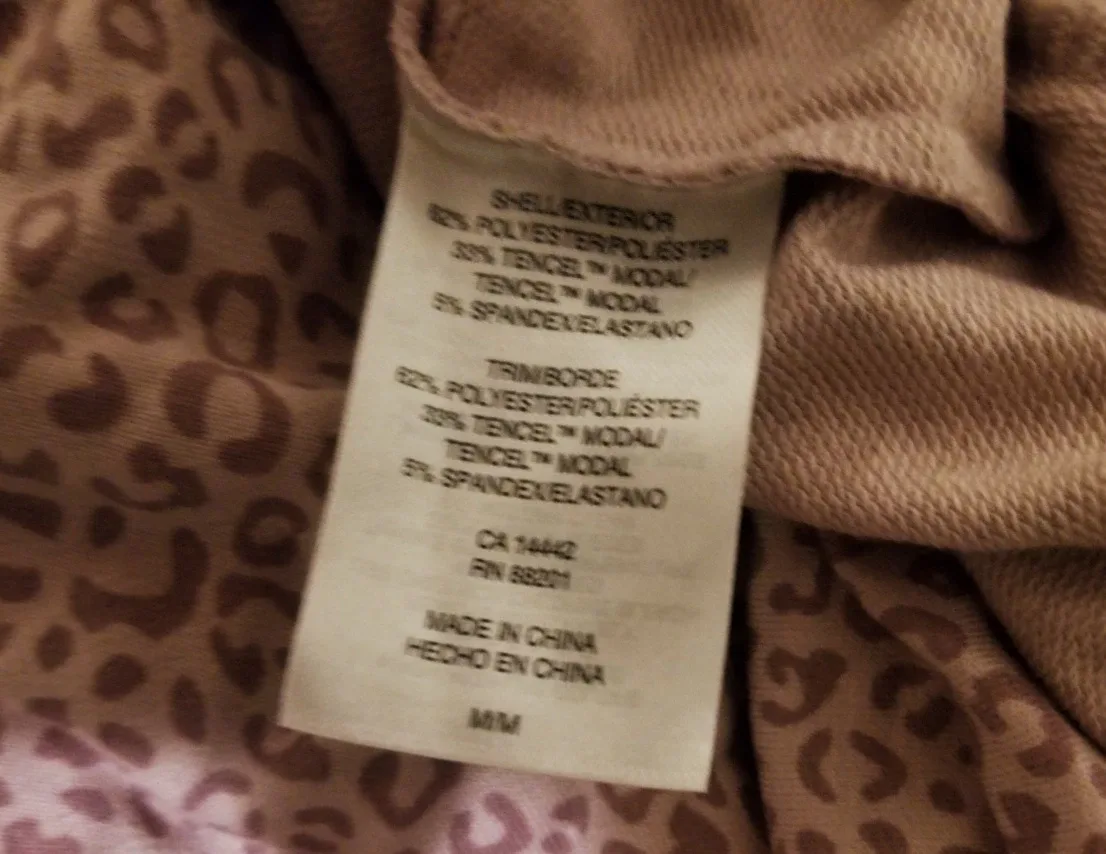 SHELL/EXTERIOR
62% POLYESTER/POLIÉSTER
33% TENCEL™ MODAL/
TENCEL™ MODAL
5% SPANDEX/ELASTANO
TRIM/BORDE
62% POLYESTER/POLIÉSTER
33% TENCEL™ MODAL/
TENCEL™ MODAL
5% SPANDEX/ELASTANO
CA 14442
RN 88201
MADE IN CHINA
HECHO EN CHINA
M/M